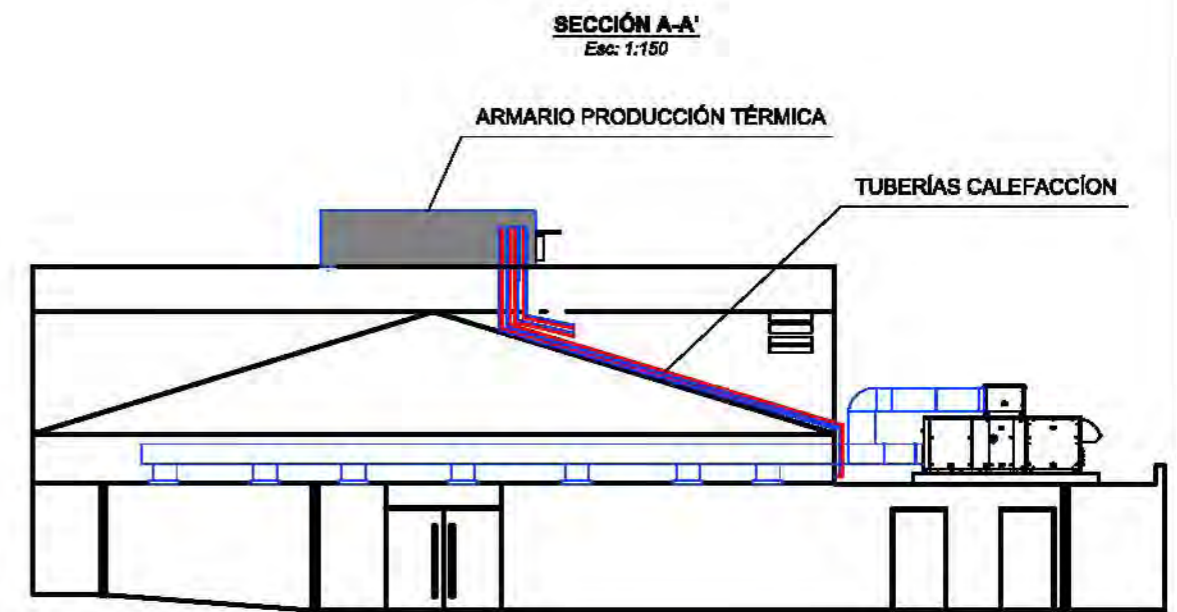 SECCIÓN A-A'
Esc: 1:150
ARMARIO PRODUCCIÓN TÉRMICA
TUBERÍAS CALEFACCÍON